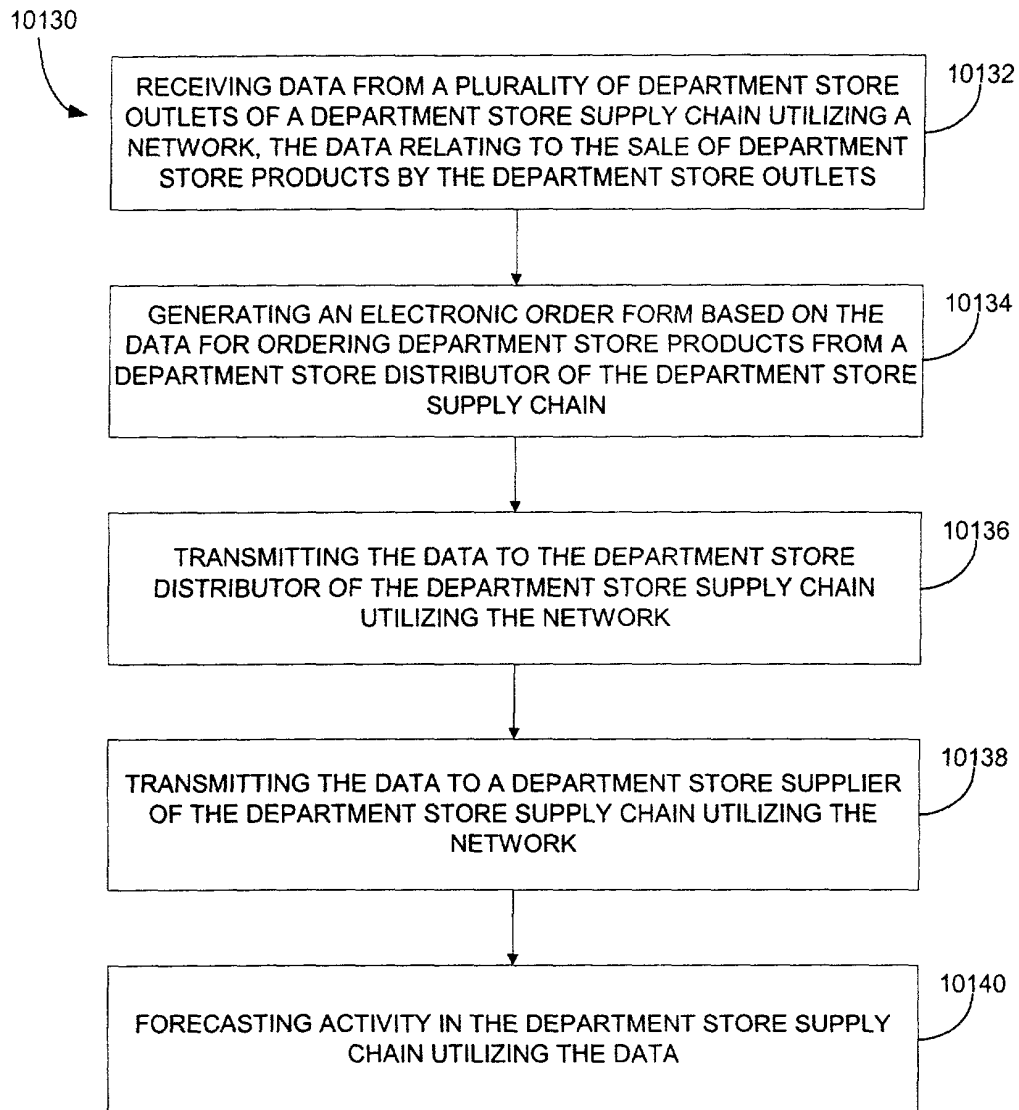 10130
RECEIVING DATA FROM A PLURALITY OF DEPARTMENT STORE
OUTLETS OF A DEPARTMENT STORE SUPPLY CHAIN UTILIZING A
NETWORK, THE DATA RELATING TO THE SALE OF DEPARTMENT
STORE PRODUCTS BY THE DEPARTMENT STORE OUTLETS
10132
GENERATING AN ELECTRONIC ORDER FORM BASED ON THE
DATA FOR ORDERING DEPARTMENT STORE PRODUCTS FROM A
DEPARTMENT STORE DISTRIBUTOR OF THE DEPARTMENT STORE
SUPPLY CHAIN
10134
TRANSMITTING THE DATA TO THE DEPARTMENT STORE
DISTRIBUTOR OF THE DEPARTMENT STORE SUPPLY CHAIN
UTILIZING THE NETWORK
10136
TRANSMITTING THE DATA TO A DEPARTMENT STORE SUPPLIER
OF THE DEPARTMENT STORE SUPPLY CHAIN UTILIZING THE
NETWORK
10138
FORECASTING ACTIVITY IN THE DEPARTMENT STORE SUPPLY
CHAIN UTILIZING THE DATA
10140